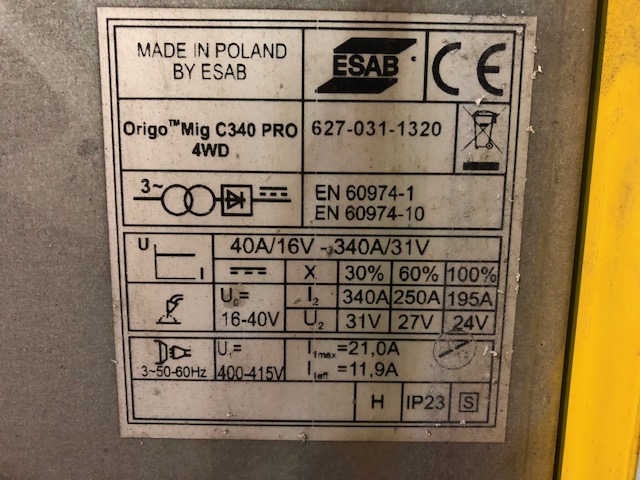 MADE IN POLAND
BY ESAB
ESAB
CE
Origo™Mig C340 PRO
4WD
627-031-1320
3~
EN 60974-1
EN 60974-10
U
I
40A/16V - 340A/31V
X 30% 60% 100%
U₀=
16-40V
I₂ 340A 250A 195A
U₂ 31V 27V 24V
3~50-60Hz
U₁=
400-415V
I₁max=21,0A
I₁eff=11,9A
H IP23 S